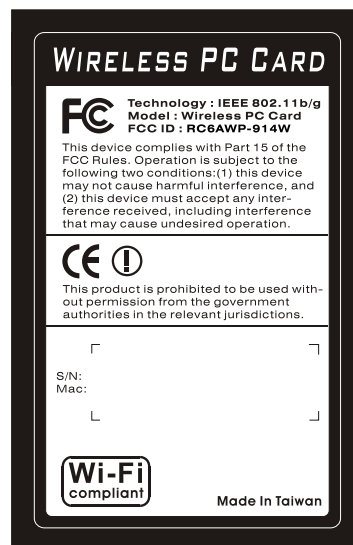 WIRELESS PC CARD
FC
Technology : IEEE 802.11b/g
Model : Wireless PC Card
FCC ID : RC6AWP-914W
This device complies with Part 15 of the
FCC Rules. Operation is subject to the
following two conditions:(1) this device
may not cause harmful interference, and
(2) this device must accept any inter-
ference received, including interference
that may cause undesired operation.
CE
This product is prohibited to be used with-
out permission from the government
authorities in the relevant jurisdictions.
S/N:
Mac:
Wi-Fi
compliant
Made In Taiwan